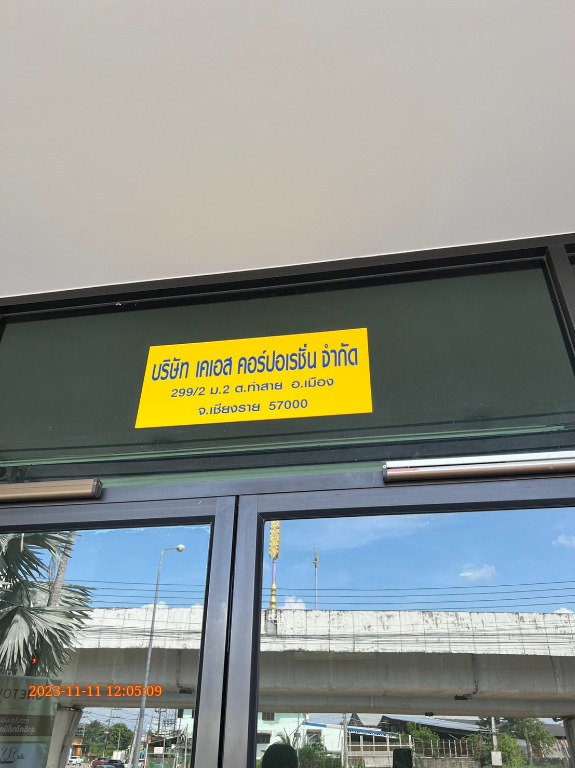 บริษัท เคเอส คอร์ปอเรชั่น จำกัด
299/2 ม.2 ต.ท่าสาย อ.เมือง
จ.เชียงราย 57000
2023-11-11 12:05:09